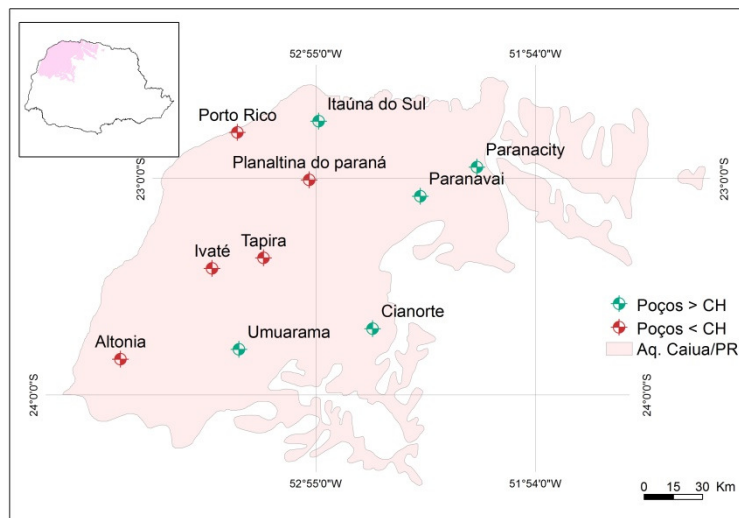 52°55'0"W
51°54'0"W
Itaúna do Sul
Porto Rico
Paranacity
Planaltina do paraná
Paranavai
23°0'0"S
23°0'0"S
Tapira
Ivaté
Cianorte
Poços > CH
Umuarama
Poços < CH
Altonia
Aq. Caiua/PR
24°0'0"S
24°0'0"S
52°55'0"W
51°54'0"W
0 15 30 Km